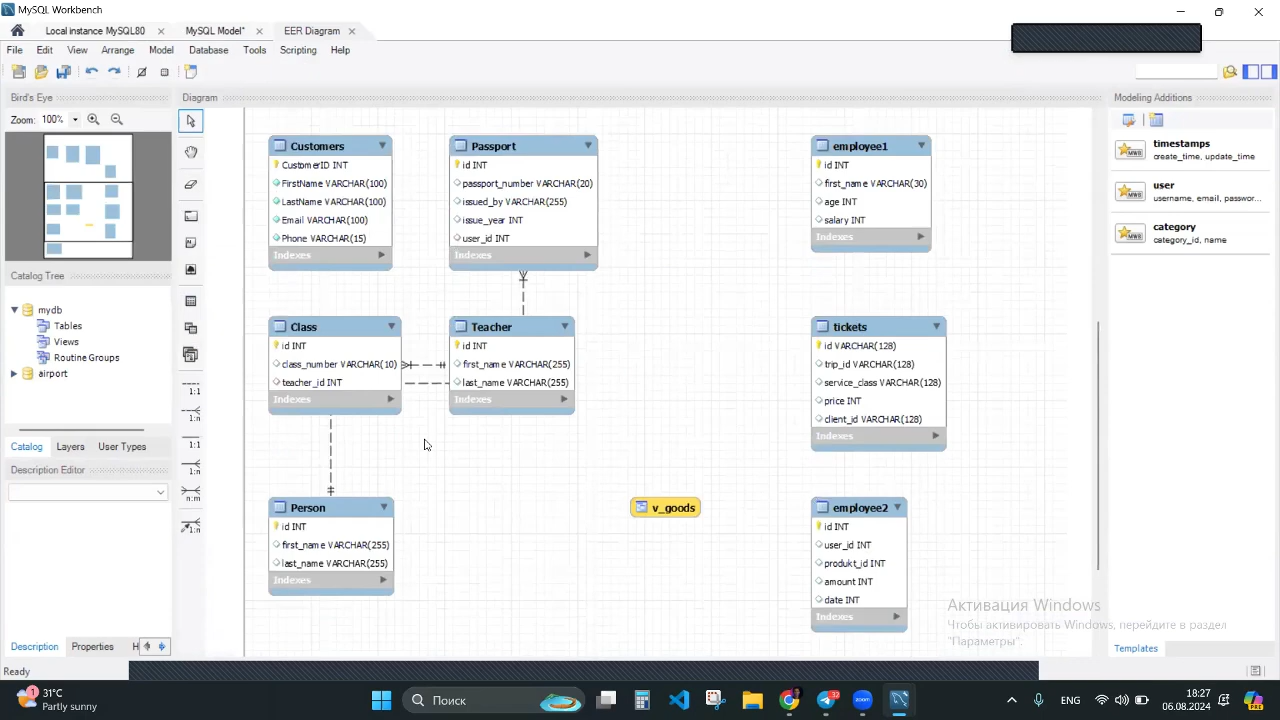 MySQL Workbench
Local instance MySQL80
MySQL Model*
EER Diagram
File Edit View Arrange Model Database Tools Scripting Help
Bird's Eye
Zoom: 100%
Diagram
Modeling Additions
timestamps
create_time, update_time
user
username, email, passwor...
category
category_id, name
Customers
CustomerID INT
FirstName VARCHAR(100)
LastName VARCHAR(100)
Email VARCHAR(100)
Phone VARCHAR(15)
Indexes
Passport
id INT
passport_number VARCHAR(20)
issued_by VARCHAR(255)
issue_year INT
user_id INT
Indexes
employee1
id INT
first_name VARCHAR(30)
age INT
salary INT
Indexes
Catalog Tree
mydb
Tables
Views
Routine Groups
airport
Class
id INT
class_number VARCHAR(10)
teacher_id INT
Indexes
Teacher
id INT
first_name VARCHAR(255)
last_name VARCHAR(255)
Indexes
tickets
id VARCHAR(128)
trip_id VARCHAR(128)
service_class VARCHAR(128)
price INT
client_id VARCHAR(128)
Indexes
1:1
1:n
1:1
1:n
n:m
1:n
Catalog Layers User Types
Description Editor
Person
id INT
first_name VARCHAR(255)
last_name VARCHAR(255)
Indexes
v_goods
employee2
id INT
user_id INT
produkt_id INT
amount INT
date INT
Indexes
Активация Windows
Чтобы активировать Windows, перейдите в раздел
"Параметры".
Description Properties H
Templates
Ready
1
31°C
Partly sunny
Поиск
32
zoom
ENG
18:27
06.08.2024